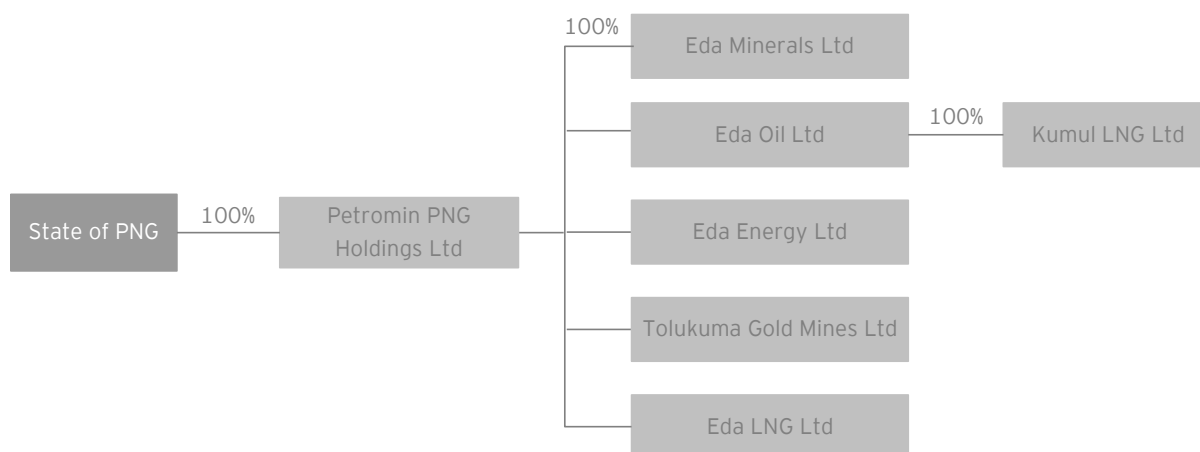 100%
Eda Minerals Ltd
Eda Oil Ltd
100%
Kumul LNG Ltd
State of PNG
100%
Petromin PNG
Holdings Ltd
Eda Energy Ltd
Tolukuma Gold Mines Ltd
Eda LNG Ltd